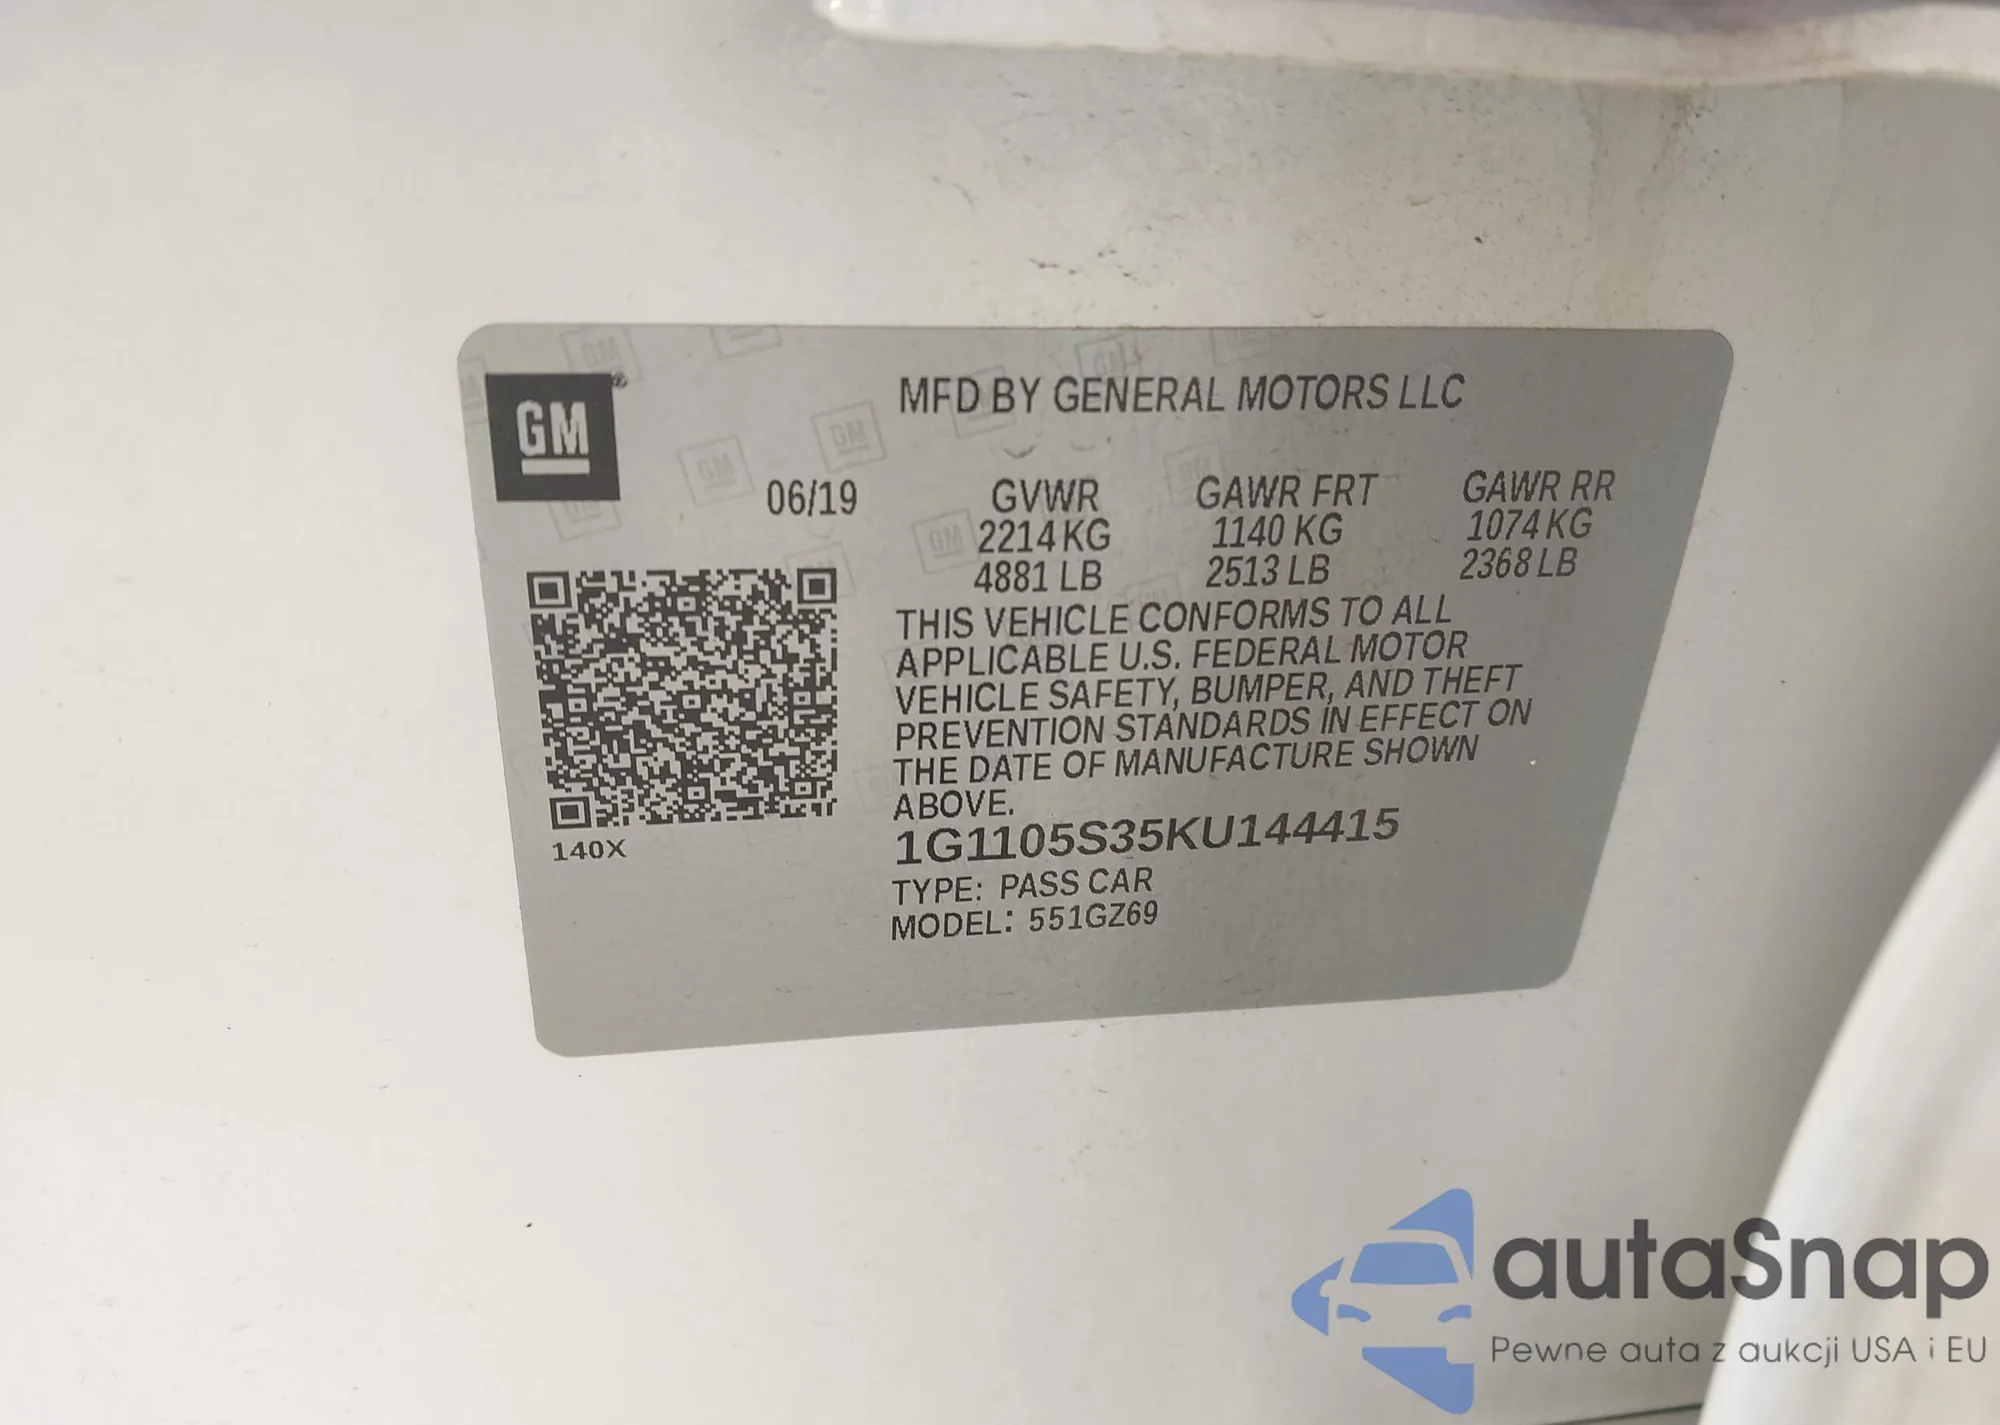 GM®
MFD BY GENERAL MOTORS LLC
06/19
GVWR GAWR FRT GAWR RR
2214 KG 1140 KG 1074 KG
4881 LB 2513 LB 2368 LB
THIS VEHICLE CONFORMS TO ALL
APPLICABLE U.S. FEDERAL MOTOR
VEHICLE SAFETY, BUMPER, AND THEFT
PREVENTION STANDARDS IN EFFECT ON
THE DATE OF MANUFACTURE SHOWN
ABOVE.
140X
1G1105S35KU144415
TYPE: PASS CAR
MODEL: 551GZ69
autaSnap
Pewne auta z aukcji USA i EU